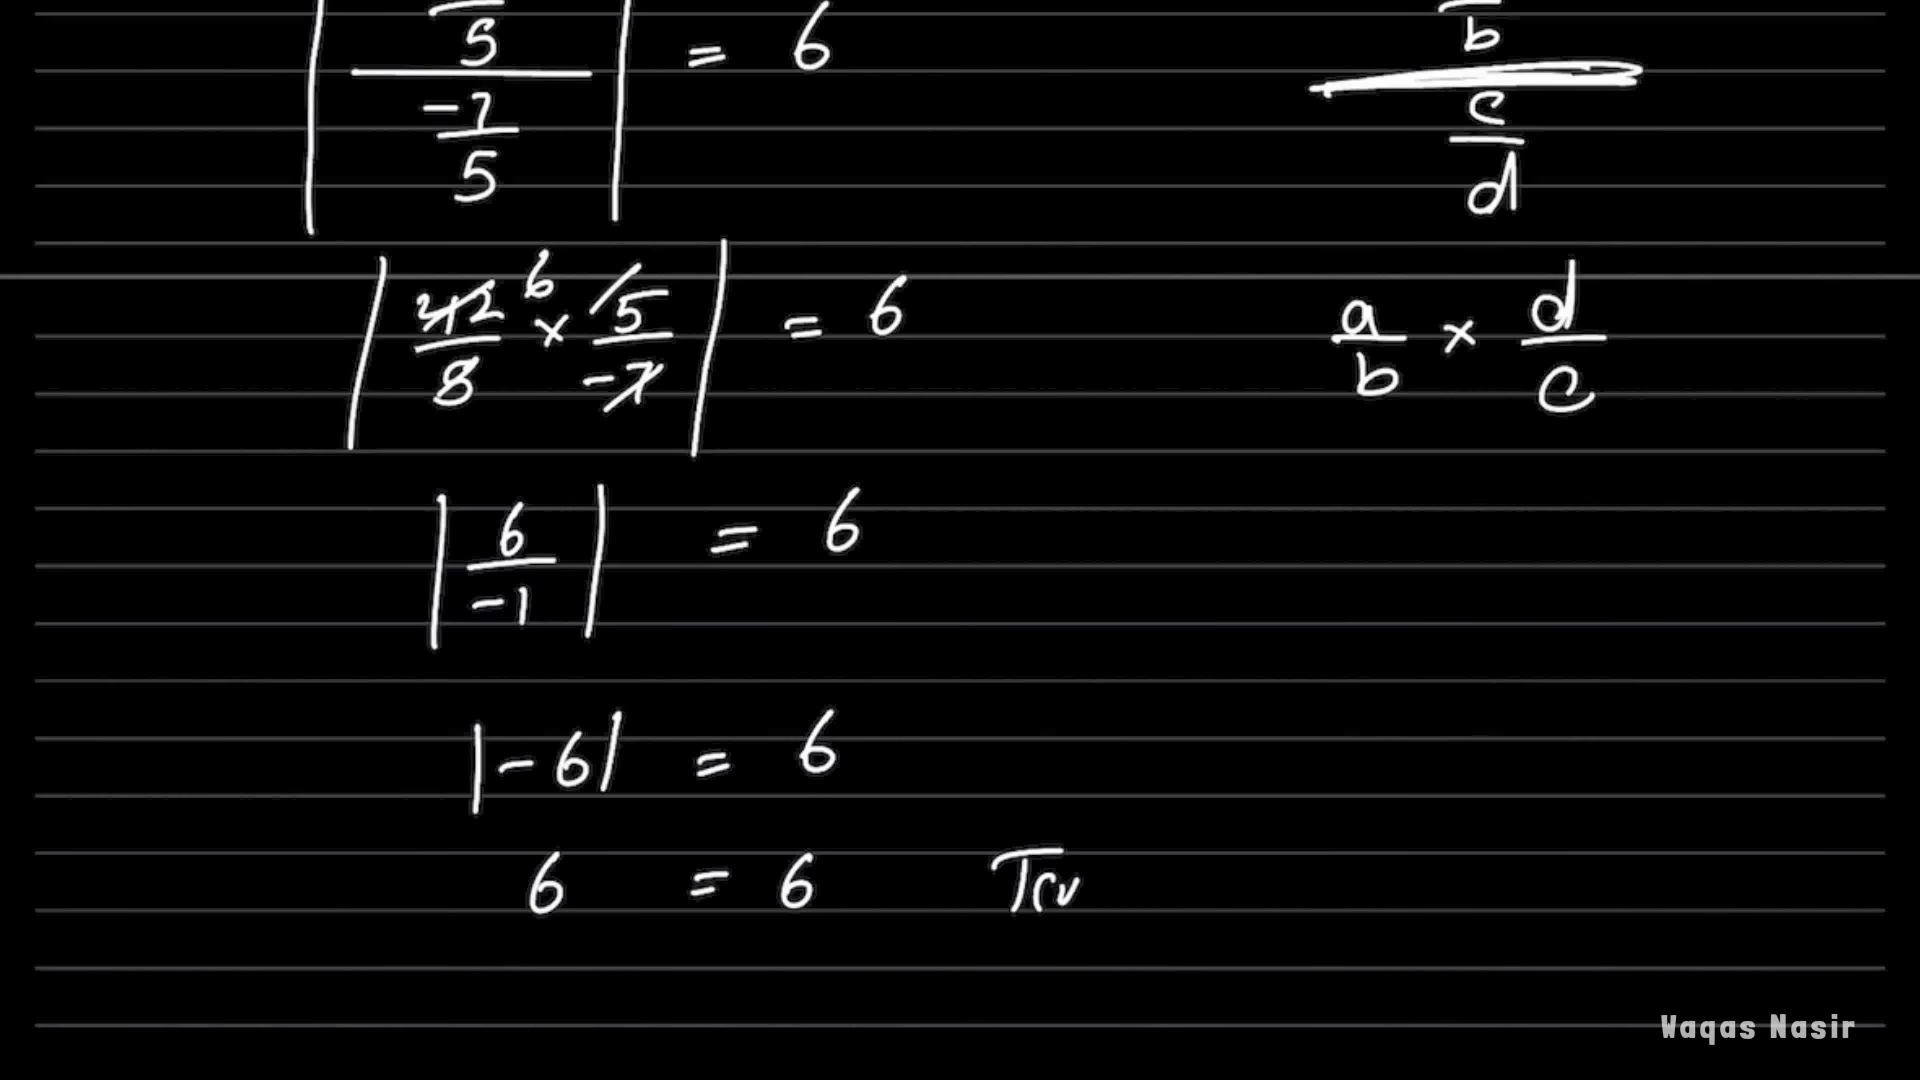 5 = 6 b
-7 c
5 d
| 42/8 6 × 5/-7 | = 6 a/b × d/c
| 6/-1 | = 6
|-6| = 6
6 = 6 Tru
Waqas Nasir